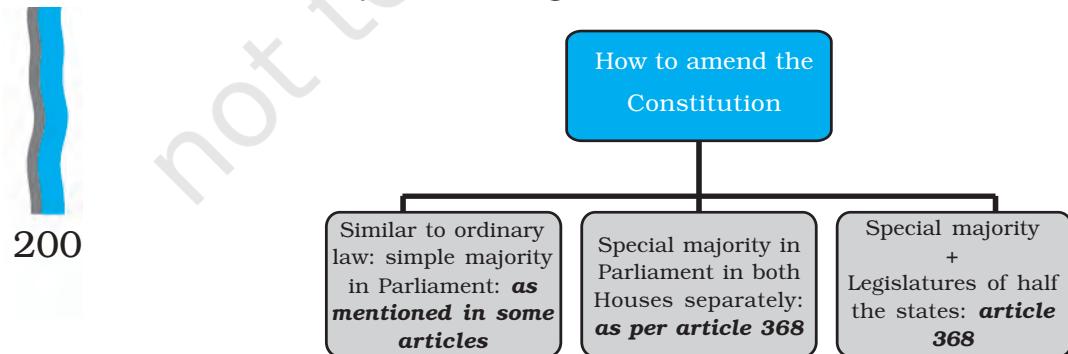 not to
How to amend the
Constitution
200
Similar to ordinary
law: simple majority
in Parliament: as
mentioned in some
articles
Special majority in
Parliament in both
Houses separately:
as per article 368
Special majority
+
Legislatures of half
the states: article
368